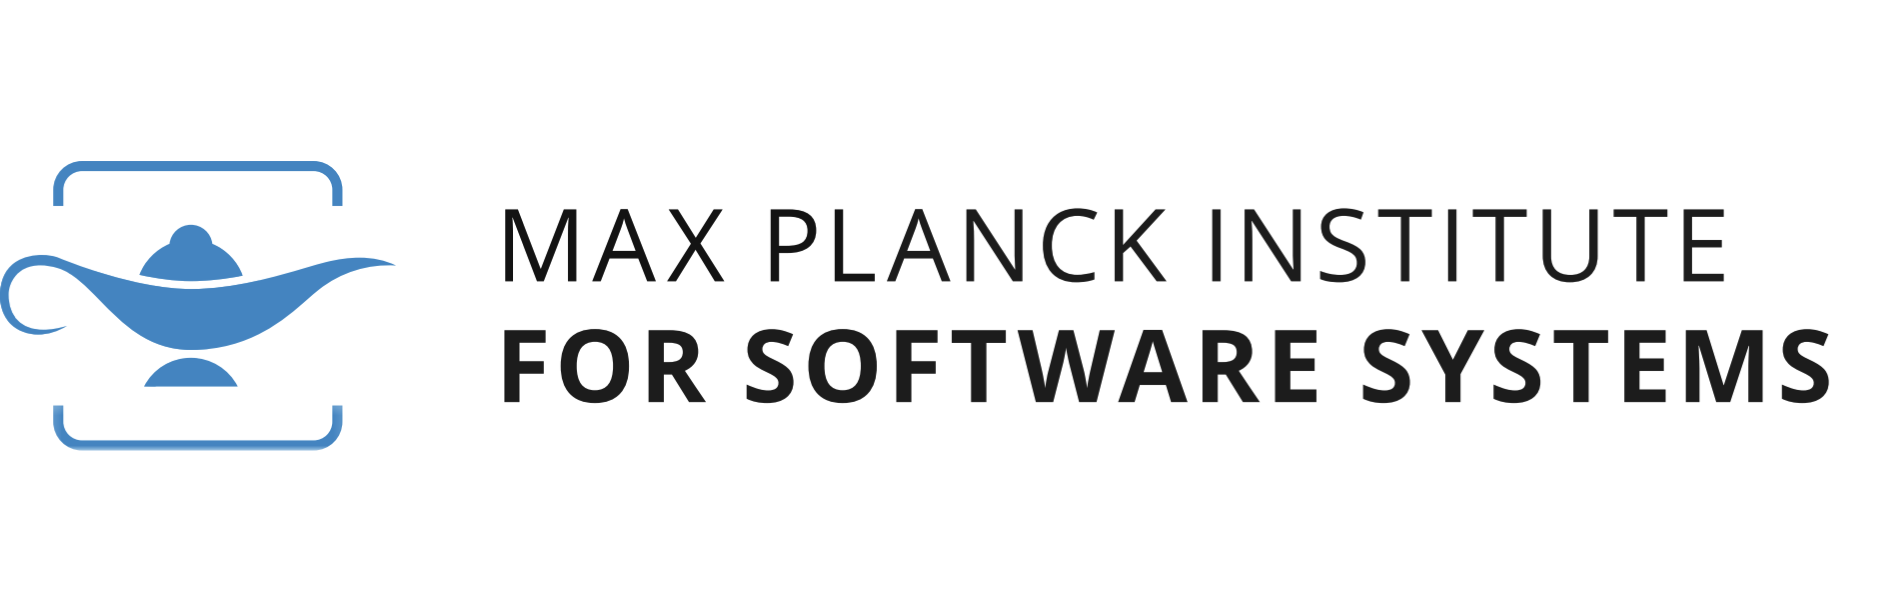 MAX PLANCK INSTITUTE
FOR SOFTWARE SYSTEMS